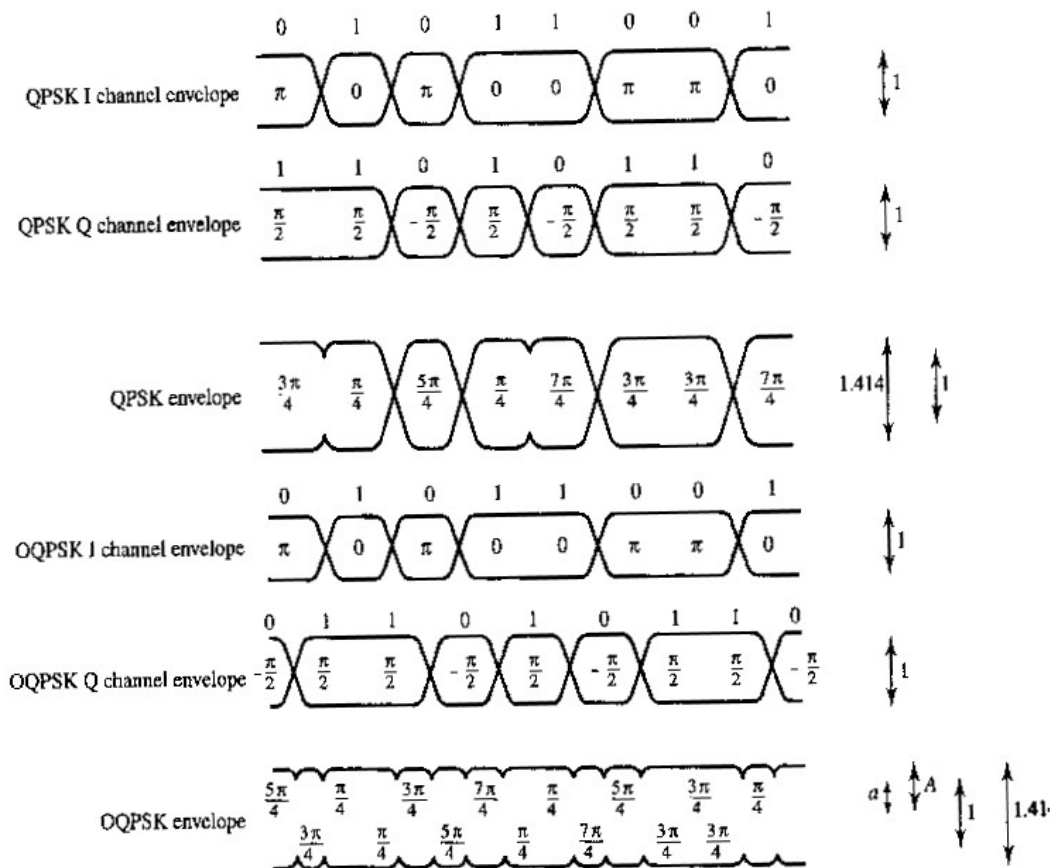 0 1 0 1 1 0 0 1
QPSK I channel envelope π 0 π 0 0 π π 0 1
1 1 0 1 0 1 1 0
QPSK Q channel envelope π/2 π/2 -π/2 π/2 -π/2 π/2 π/2 -π/2 1
QPSK envelope 3π/4 π/4 5π/4 π/4 7π/4 3π/4 3π/4 7π/4 1.414 1
0 1 0 1 1 0 0 1
OQPSK I channel envelope π 0 π 0 0 π π 0 1
0 1 1 0 1 0 1 1 0
OQPSK Q channel envelope -π/2 π/2 π/2 -π/2 π/2 -π/2 π/2 π/2 -π/2 1
5π/4 π/4 3π/4 7π/4 π/4 5π/4 3π/4 π/4 a A
OQPSK envelope 1 1.41
3π/4 π/4 5π/4 π/4 7π/4 3π/4 3π/4